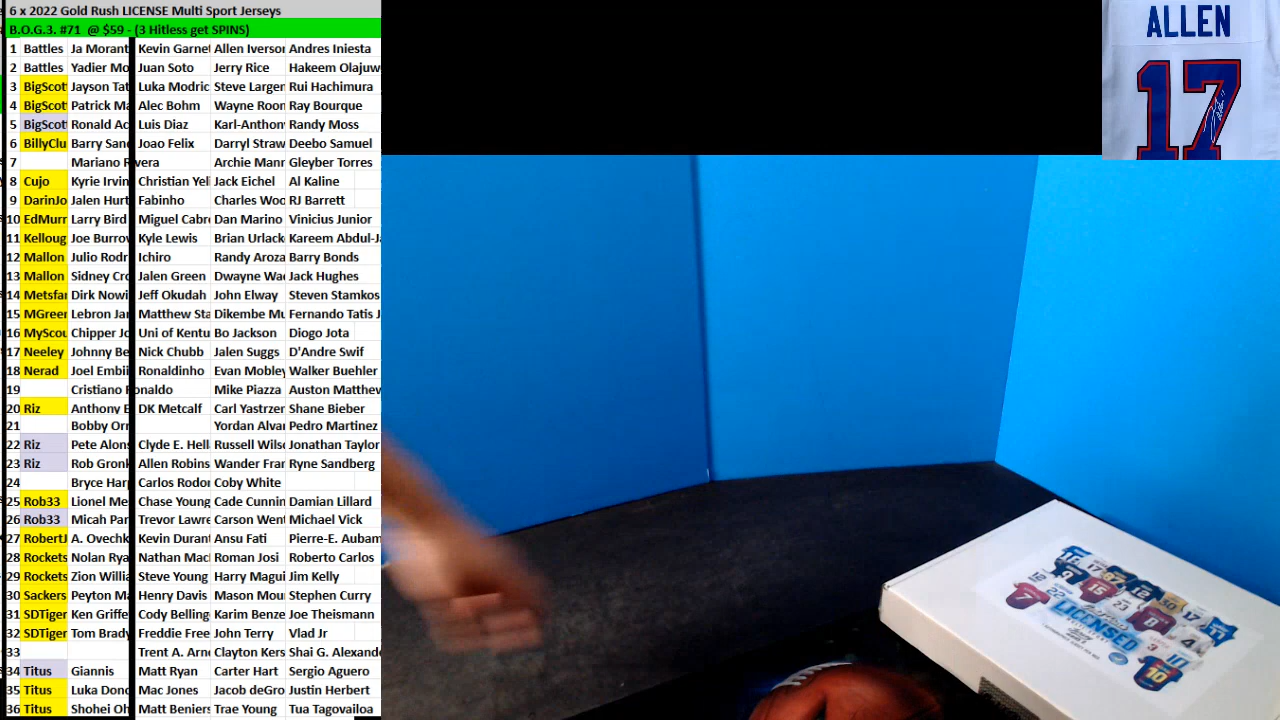 6 x 2022 Gold Rush LICENSE Multi Sport Jerseys
B.O.G.3. #71 @ $59 - (3 Hitless get SPINS)
1 Battles Ja Morant Kevin Garnet Allen Iverson Andres Iniesta
2 Battles Yadier Mo Juan Soto Jerry Rice Hakeem Olajuw
3 BigScot Jayson Tat Luka Modric Steve Largen Rui Hachimura
4 BigScot Patrick Ma Alec Bohm Wayne Roon Ray Bourque
5 BigScot Ronald Ac Luis Diaz Karl-Anthon Randy Moss
6 BillyClu Barry Sand Joao Felix Darryl Straw Deebo Samuel
7 Mariano Rivera Archie Mann Gleyber Torres
8 Cujo Kyrie Irvin Christian Yell Jack Eichel Al Kaline
9 DarinJo Jalen Hurt Fabinho Charles Woo RJ Barrett
10 EdMurr Larry Bird Miguel Cabre Dan Marino Vinicius Junior
11 Kelloug Joe Burrow Kyle Lewis Brian Urlack Kareem Abdul-J
12 Mallon Julio Rodr Ichiro Randy Aroza Barry Bonds
13 Mallon Sidney Cro Jalen Green Dwayne Wad Jack Hughes
14 Metsfan Dirk Nowi Jeff Okudah John Elway Steven Stamkos
15 MGreen Lebron Jam Matthew Sta Dikembe Mu Fernando Tatis J
16 MyScou Chipper Jo Uni of Kentu Bo Jackson Diogo Jota
17 Neeley Johnny Be Nick Chubb Jalen Suggs D'Andre Swif
18 Nerad Joel Embii Ronaldinho Evan Mobley Walker Buehler
19 Cristiano Ronaldo Mike Piazza Auston Matthew
20 Riz Anthony E DK Metcalf Carl Yastrzer Shane Bieber
21 Bobby Orr Yordan Alvar Pedro Martinez
22 Riz Pete Alons Clyde E. Hell Russell Wilso Jonathan Taylor
23 Riz Rob Gronk Allen Robins Wander Fran Ryne Sandberg
24 Bryce Harp Carlos Rodon Coby White
25 Rob33 Lionel Me Chase Young Cade Cunnin Damian Lillard
26 Rob33 Micah Par Trevor Lawre Carson Went Michael Vick
27 RobertJ A. Ovechk Kevin Durant Ansu Fati Pierre-E. Aubam
28 Rockets Nolan Rya Nathan Mac Roman Josi Roberto Carlos
29 Rockets Zion Willia Steve Young Harry Magui Jim Kelly
30 Sackers Peyton Ma Henry Davis Mason Mou Stephen Curry
31 SDTiger Ken Griffe Cody Belling Karim Benze Joe Theismann
32 SDTiger Tom Brady Freddie Free John Terry Vlad Jr
33 Trent A. Arno Clayton Kers Shai G. Alexand
34 Titus Giannis Matt Ryan Carter Hart Sergio Aguero
35 Titus Luka Donc Mac Jones Jacob deGro Justin Herbert
36 Titus Shohei Oh Matt Beniers Trae Young Tua Tagovailoa
ALLEN
17
LICENSED